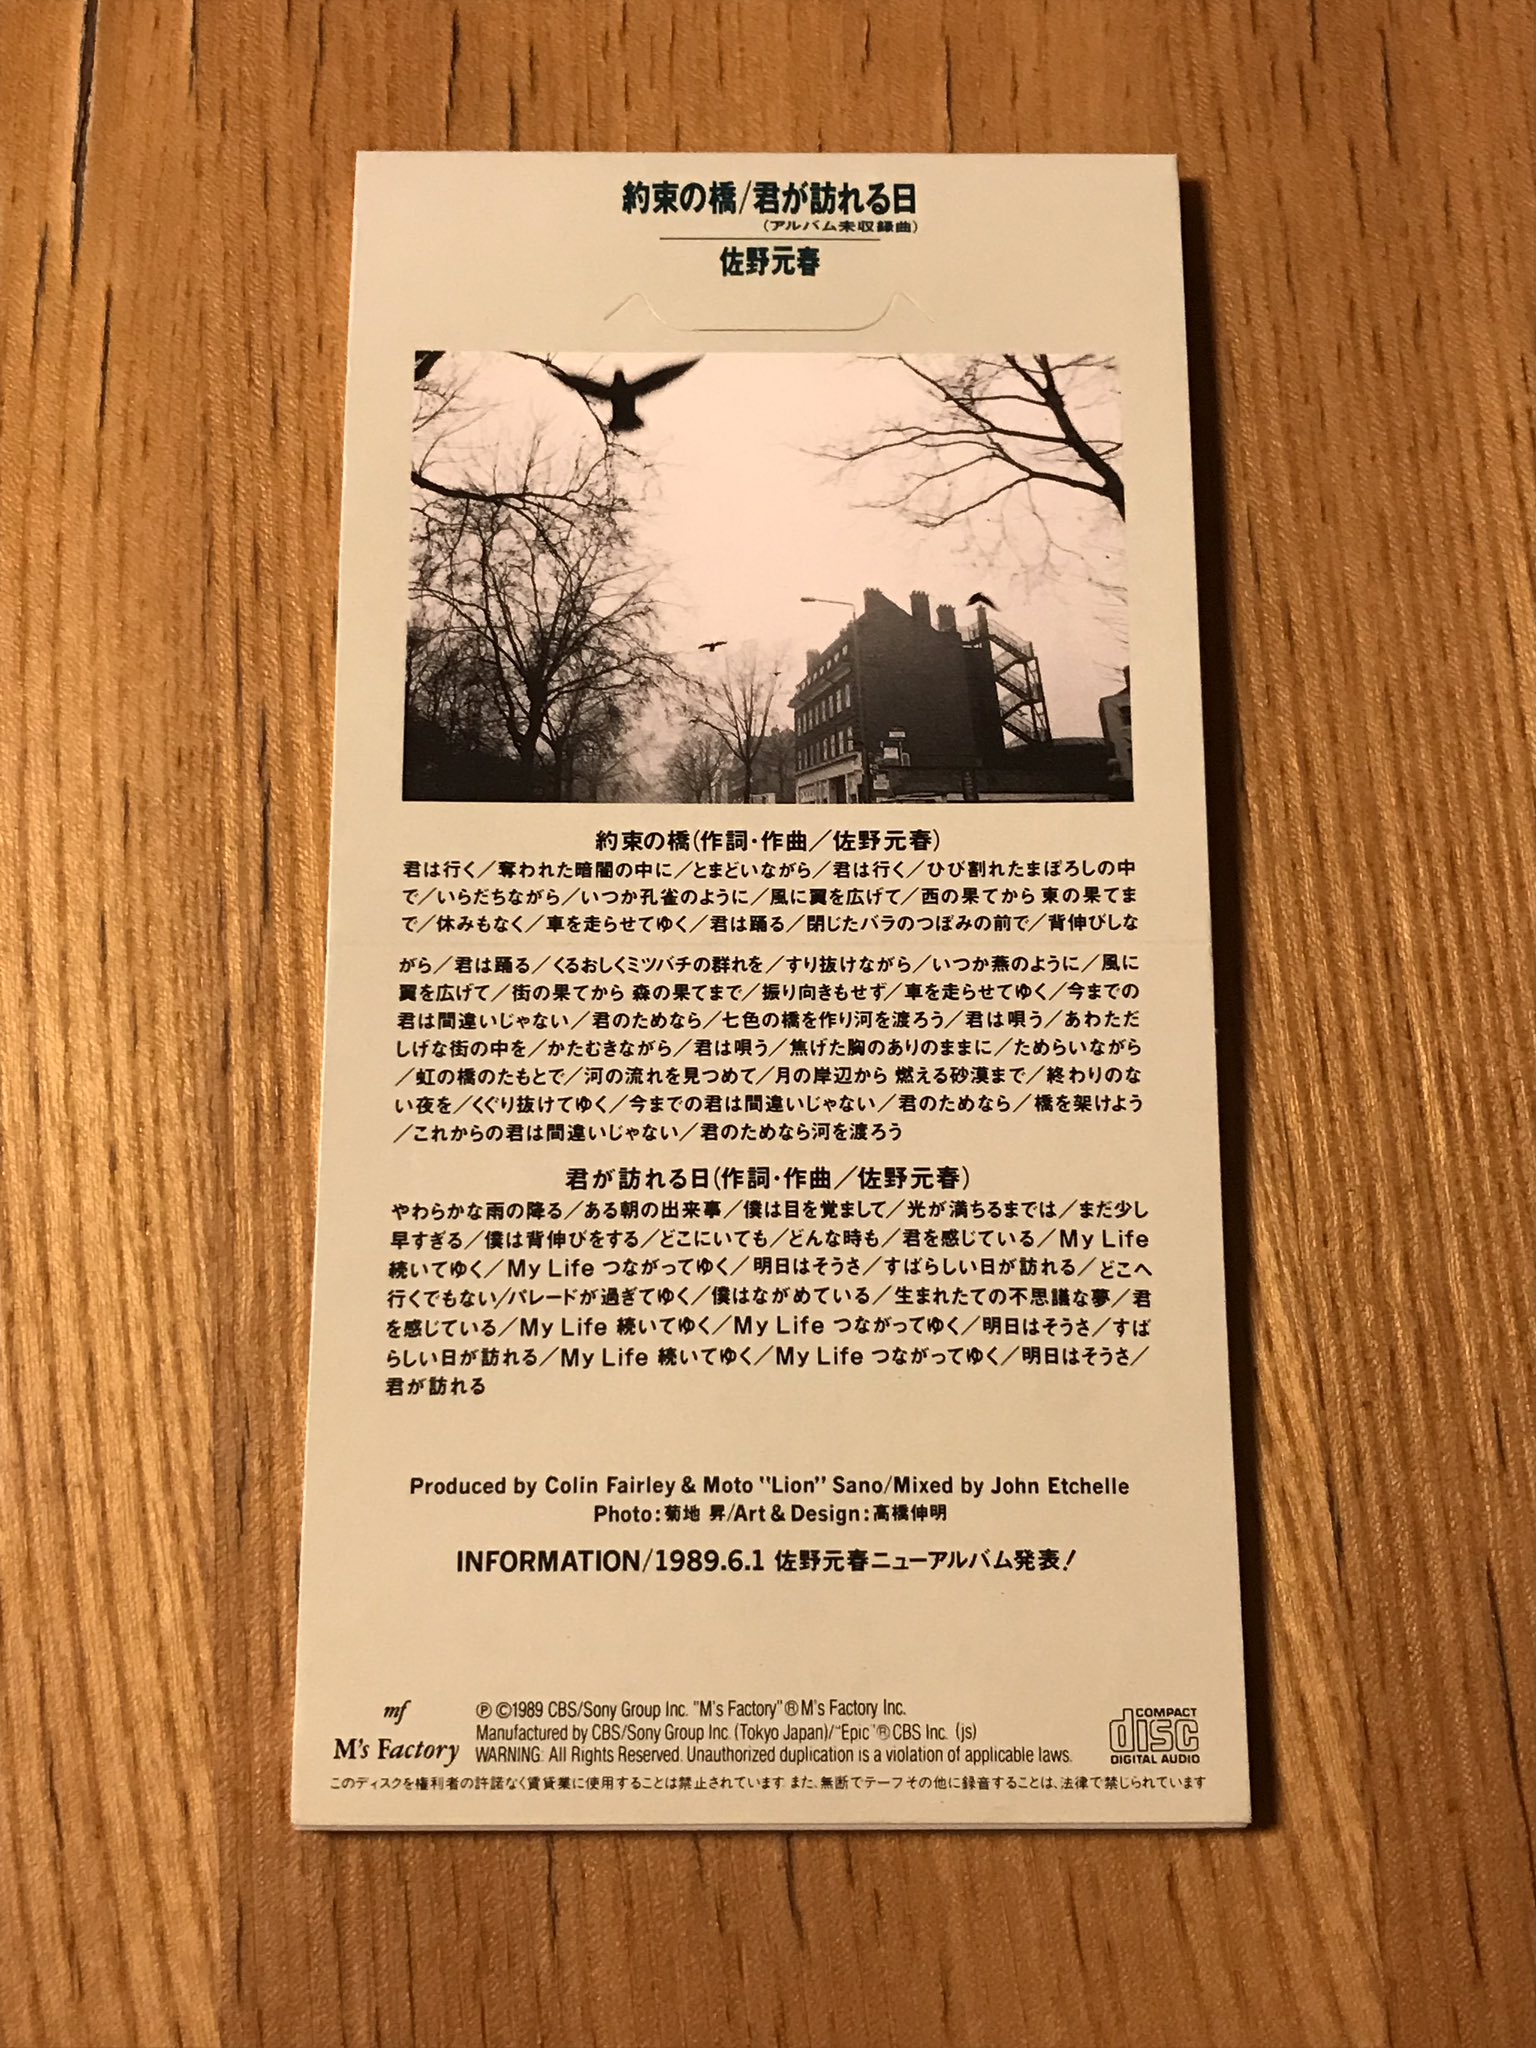 約束の橋/君が訪れる日
(アルバム未収録曲)
佐野元春
約束の橋(作詞・作曲／佐野元春)
君は行く／奪われた暗闇の中に／とまどいながら／君は行く／ひび割れたまぼろしの中
で／いらだちながら／いつか孔雀のように／風に翼を広げて／西の果てから 東の果てま
で／休みもなく／車を走らせてゆく／君は踊る／閉じたバラのつぼみの前で／背伸びしな
がら／君は踊る／くるおしくミツバチの群れを／すり抜けながら／いつか燕のように／風に
翼を広げて／街の果てから 森の果てまで／振り向きもせず／車を走らせてゆく／今までの
君は間違いじゃない／君のためなら／七色の橋を作り河を渡ろう／君は唄う／あわただ
しげな街の中を／かたむきながら／君は唄う／焦げた胸のありのままに／ためらいながら
／虹の橋のたもとで／河の流れを見つめて／月の岸辺から 燃える砂漠まで／終わりのな
い夜を／くぐり抜けてゆく／今までの君は間違いじゃない／君のためなら／橋を架けよう
／これからの君は間違いじゃない／君のためなら河を渡ろう
君が訪れる日(作詞・作曲／佐野元春)
やわらかな雨の降る／ある朝の出来事／僕は目を覚まして／光が満ちるまでは／まだ少し
早すぎる／僕は背伸びをする／どこにいても／どんな時も／君を感じている／My Life
続いてゆく／My Life つながってゆく／明日はそうさ／すばらしい日が訪れる／どこへ
行くでもない/パレードが過ぎてゆく／僕はながめている／生まれたての不思議な夢／君
を感じている／My Life 続いてゆく／My Life つながってゆく／明日はそうさ／すば
らしい日が訪れる／My Life 続いてゆく／My Life つながってゆく／明日はそうさ／
君が訪れる
Produced by Colin Fairley & Moto "Lion" Sano/Mixed by John Etchelle
Photo:菊地 昇/Art & Design:高橋伸明
INFORMATION/1989.6.1 佐野元春ニューアルバム発表!
mf
M's Factory
Ⓟ ©1989 CBS/Sony Group Inc. "M's Factory"®M's Factory Inc.
Manufactured by CBS/Sony Group Inc. (Tokyo Japan)/"Epic"®CBS Inc. (js)
WARNING: All Rights Reserved. Unauthorized duplication is a violation of applicable laws.
COMPACT
disc
DIGITAL AUDIO
このディスクを権利者の許諾なく賃貸業に使用することは禁止されています。また、無断でテープその他に録音することは、法律で禁じられています